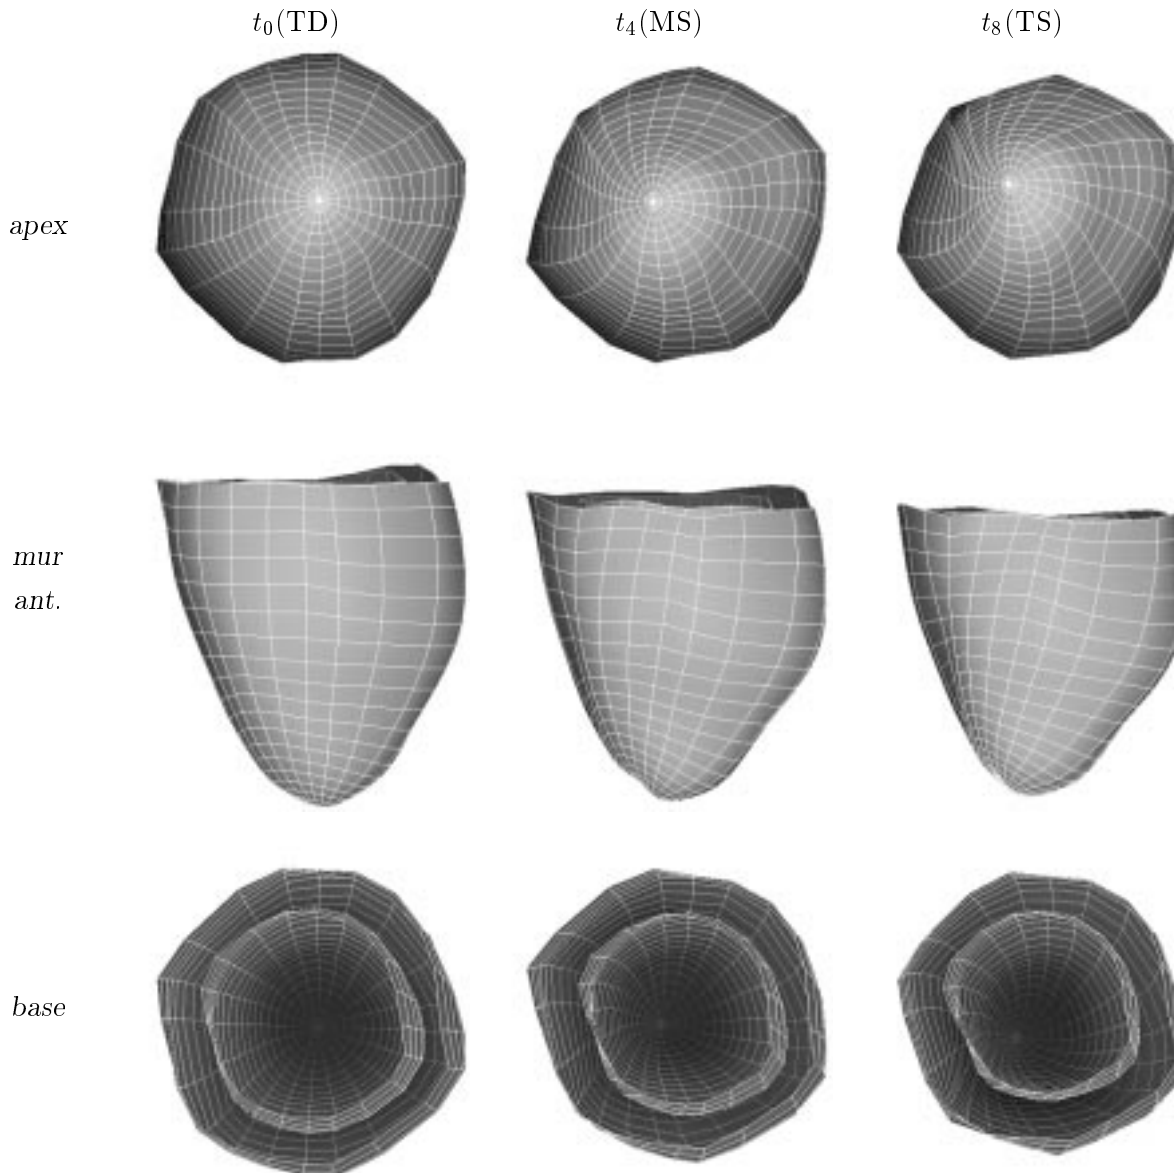 t₀(TD) t₄(MS) t₈(TS)
apex
mur
ant.
base